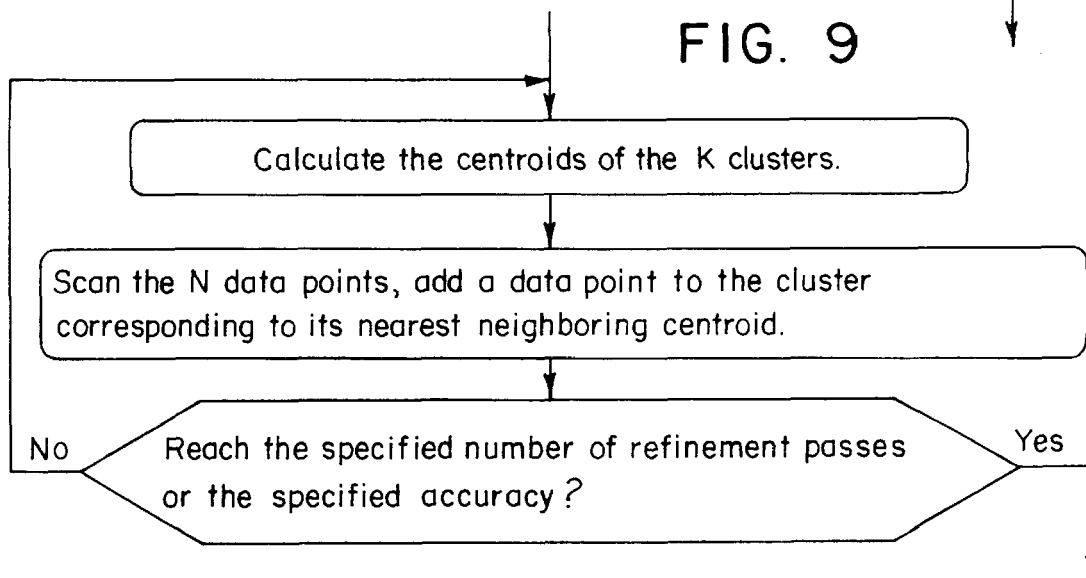 FIG. 9
Calculate the centroids of the K clusters.
Scan the N data points, add a data point to the cluster
corresponding to its nearest neighboring centroid.
No
Reach the specified number of refinement passes
or the specified accuracy?
Yes